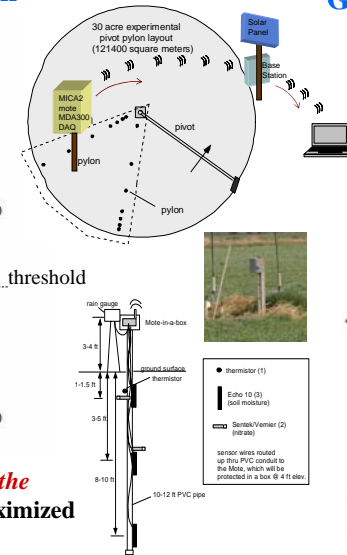 G
30 acre experimental
pivot pylon layout
(121400 square meters)
Solar
Panel
Base
Station
MICA2
mote
MDA300
DAQ
pivot
pylon
pylon
threshold
rain gauge
Mote-in-a-box
3-4 ft
ground surface
thermistor
1-1.5 ft
3-5 ft
8-10 ft
10-12 ft PVC pipe
thermistor (1)
Echo 10 (3)
(soil moisture)
Sentek/Vernier (2)
(nitrate)
sensor wires routed
up thru PVC conduit to
the Mote, which will be
protected in a box @ 4 ft elev.
the
ximized